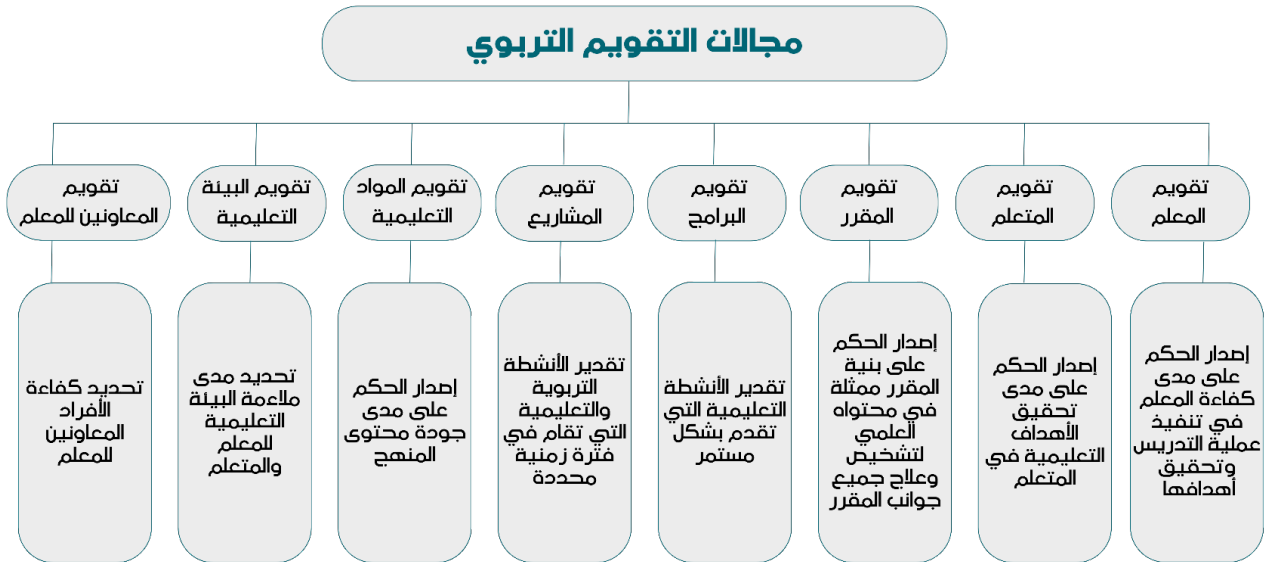 مجالات التقويم التربوي
تقويم
المعلم
تقويم
المتعلم
تقويم
المقرر
تقويم
البرامج
تقويم
المشاريع
تقويم المواد
التعليمية
تقويم البيئة
التعليمية
تقويم
المعاونين للمعلم
إصدار الحكم
على مدى
كفاءة المعلم
في تنفيذ
عملية التدريس
وتحقيق
أهدافها
إصدار الحكم
على مدى
تحقيق
الأهداف
التعليمية في
المتعلم
إصدار الحكم
على بنية
المقرر ممثلة
في محتواه
العلمي
لتشخيص
وعلاج جميع
جوانب المقرر
تقدير الأنشطة
التعليمية التي
تقدم بشكل
مستمر
تقدير الأنشطة
التربوية
والتعليمية
التي تقام في
فترة زمنية
محددة
إصدار الحكم
على مدى
جودة محتوى
المنهج
تحديد مدى
ملاءمة البيئة
التعليمية
للمعلم
والمتعلم
تحديد كفاءة
الأفراد
المعاونين
للمعلم